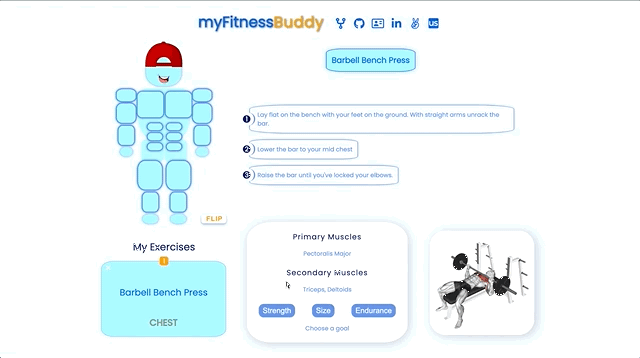 myFitnessBuddy
in
US
Barbell Bench Press
1 Lay flat on the bench with your feet on the ground. With straight arms unrack the
bar.
2 Lower the bar to your mid chest
3 Raise the bar until you've locked your elbows.
FLIP
My Exercises
1
Barbell Bench Press
CHEST
Primary Muscles
Pectoralis Major
Secondary Muscles
Triceps, Deltoids
Strength Size Endurance
Choose a goal